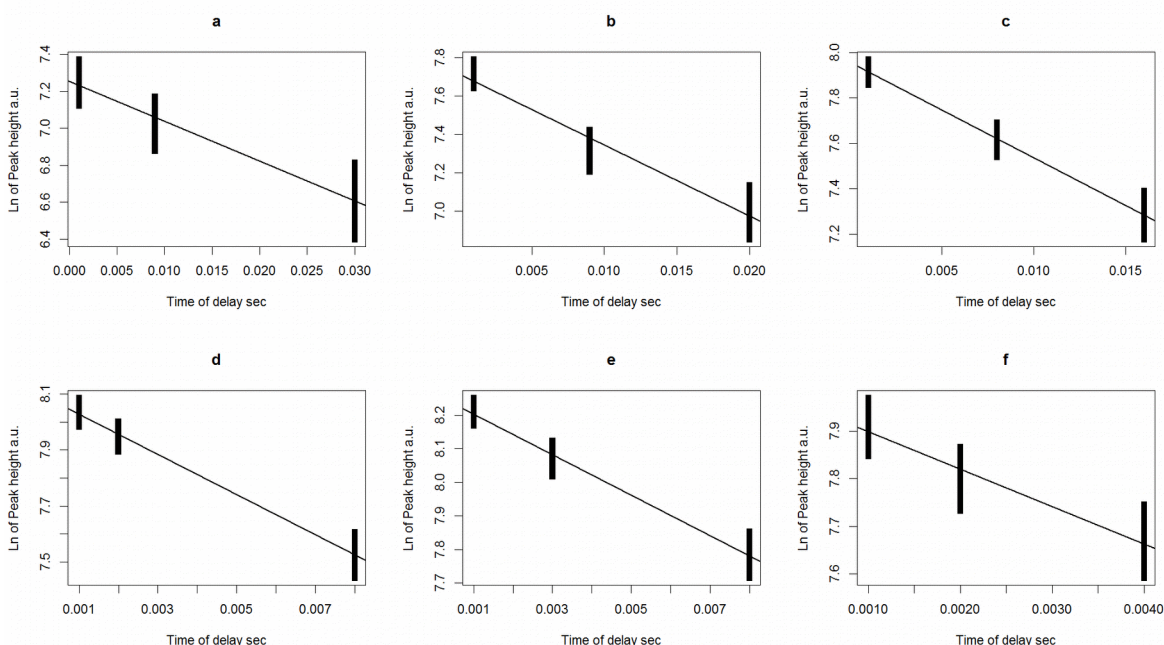 a
b
c
Ln of Peak height a.u.
7.4
7.2
7.0
6.8
6.6
6.4
0.000 0.005 0.010 0.015 0.020 0.025 0.030
Time of delay sec
Ln of Peak height a.u.
7.8
7.6
7.4
7.2
7.0
0.005 0.010 0.015 0.020
Time of delay sec
Ln of Peak height a.u.
8.0
7.8
7.6
7.4
7.2
0.005 0.010 0.015
Time of delay sec
d
e
f
Ln of Peak height a.u.
8.1
7.9
7.7
7.5
0.001 0.003 0.005 0.007
Time of delay sec
Ln of Peak height a.u.
8.2
8.1
8.0
7.9
7.8
7.7
0.001 0.003 0.005 0.007
Time of delay sec
Ln of Peak height a.u.
7.9
7.8
7.7
7.6
0.0010 0.0020 0.0030 0.0040
Time of delay sec